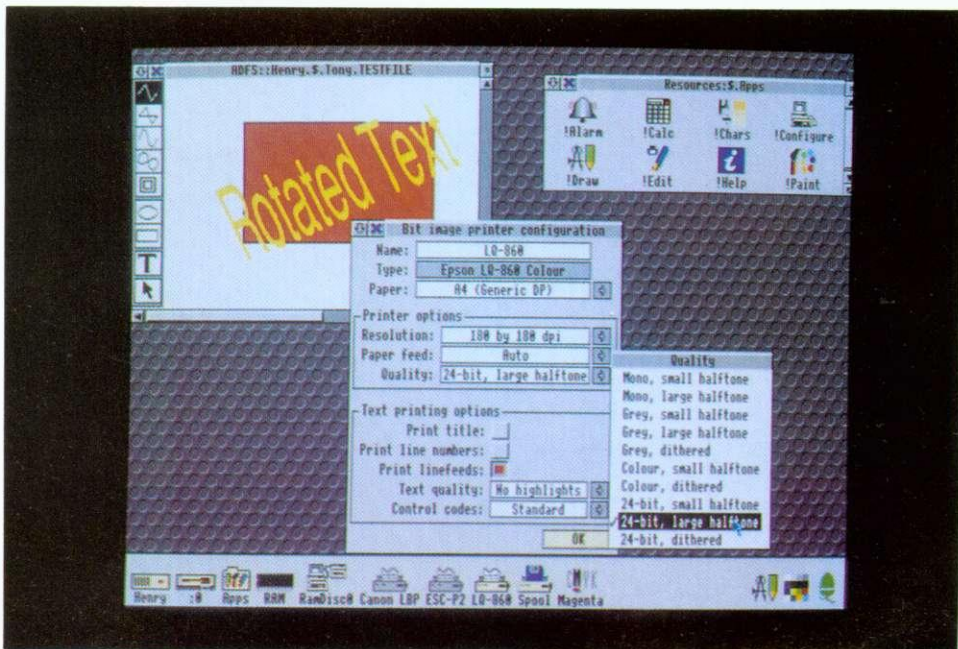 ADFS::Henry.$.Tony.TESTFILE
Rotated Text
T
Resources:$.Apps
!Alarm !Calc !Chars !Configure
!Draw !Edit !Help !Paint
Bit image printer configuration
Name: LQ-860
Type: Epson LQ-860 Colour
Paper: A4 (Generic DP)
Printer options
Resolution: 180 by 180 dpi
Paper feed: Auto
Quality: 24-bit, large halftone
Text printing options
Print title:
Print line numbers:
Print linefeeds:
Text quality: No highlights
Control codes: Standard
OK
Quality
Mono, small halftone
Mono, large halftone
Grey, small halftone
Grey, large halftone
Grey, dithered
Colour, small halftone
Colour, dithered
24-bit, small halftone
24-bit, large halftone
24-bit, dithered
CMYK
Henry :0 Apps RAM RamDisc0 Canon LBP ESC-P2 LQ-860 Spool Magenta